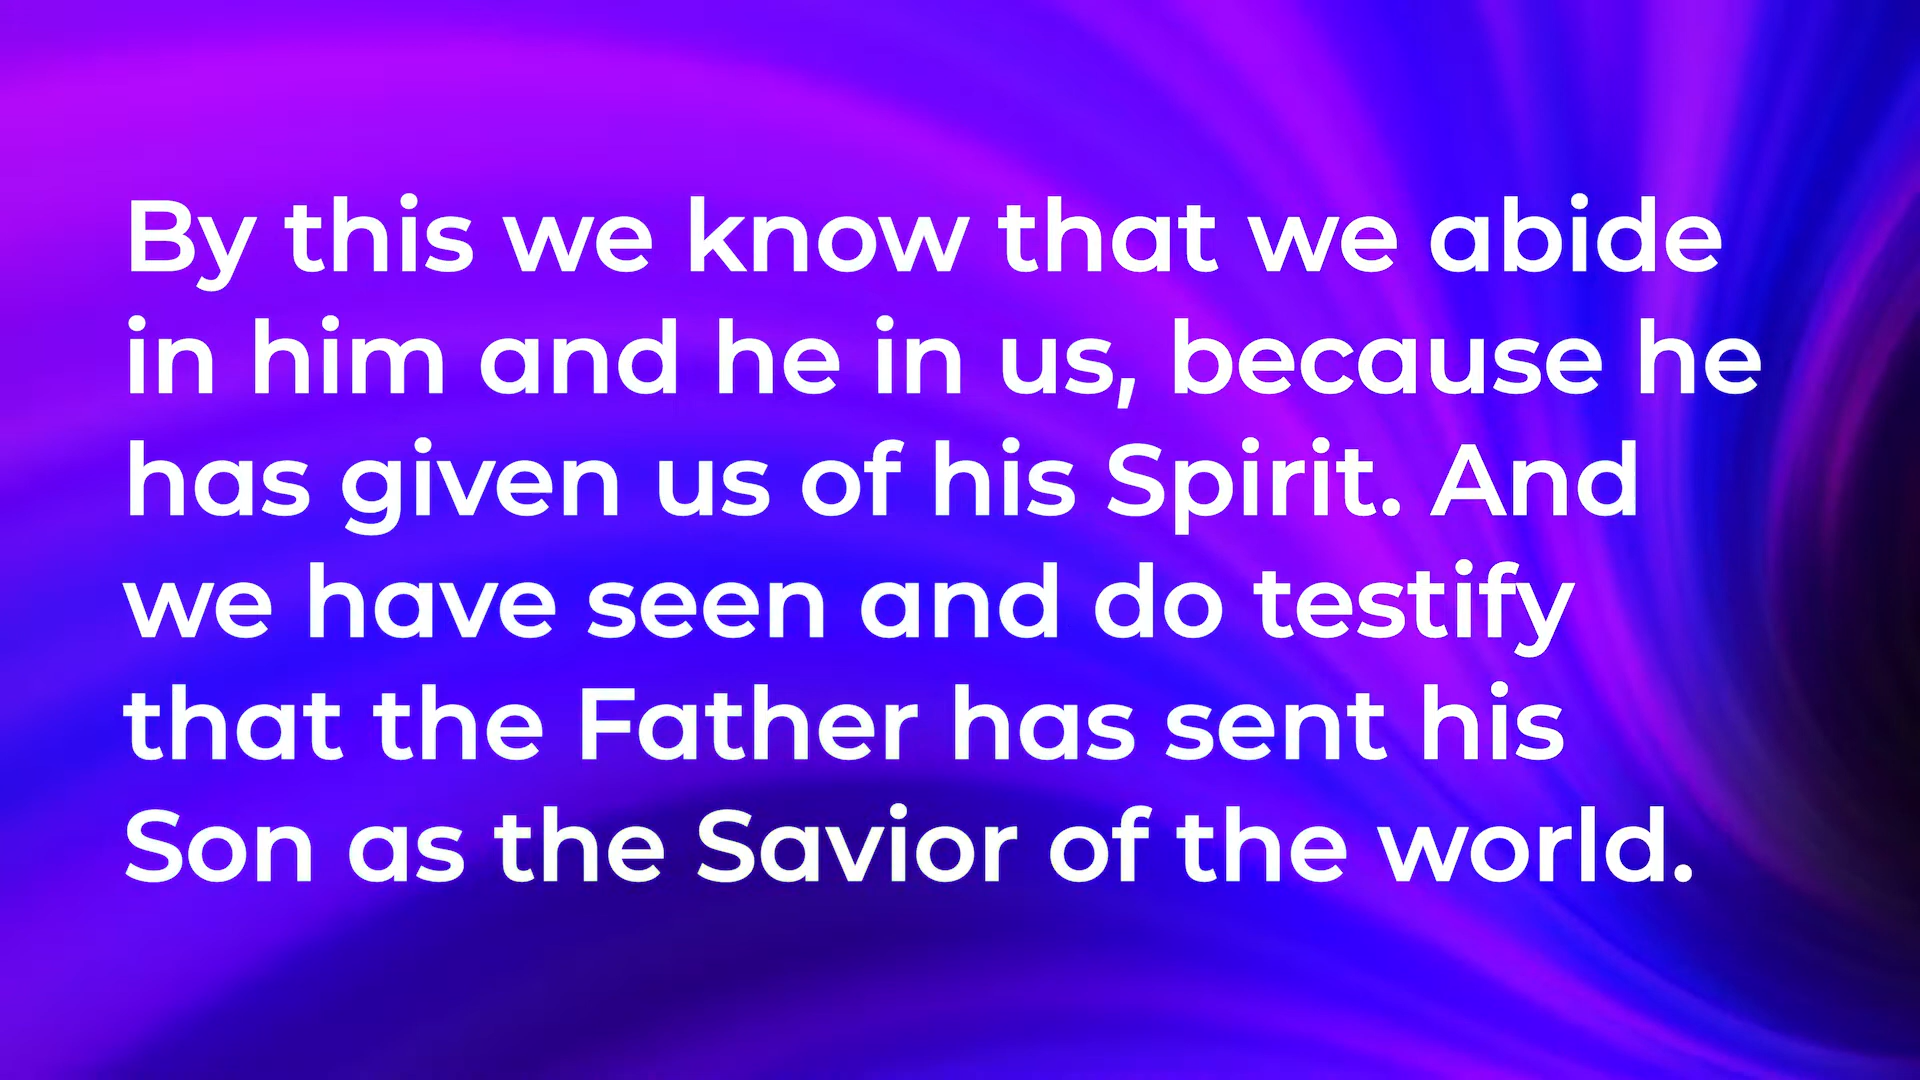 By this we know that we abide
in him and he in us, because he
has given us of his Spirit. And
we have seen and do testify
that the Father has sent his
Son as the Savior of the world.